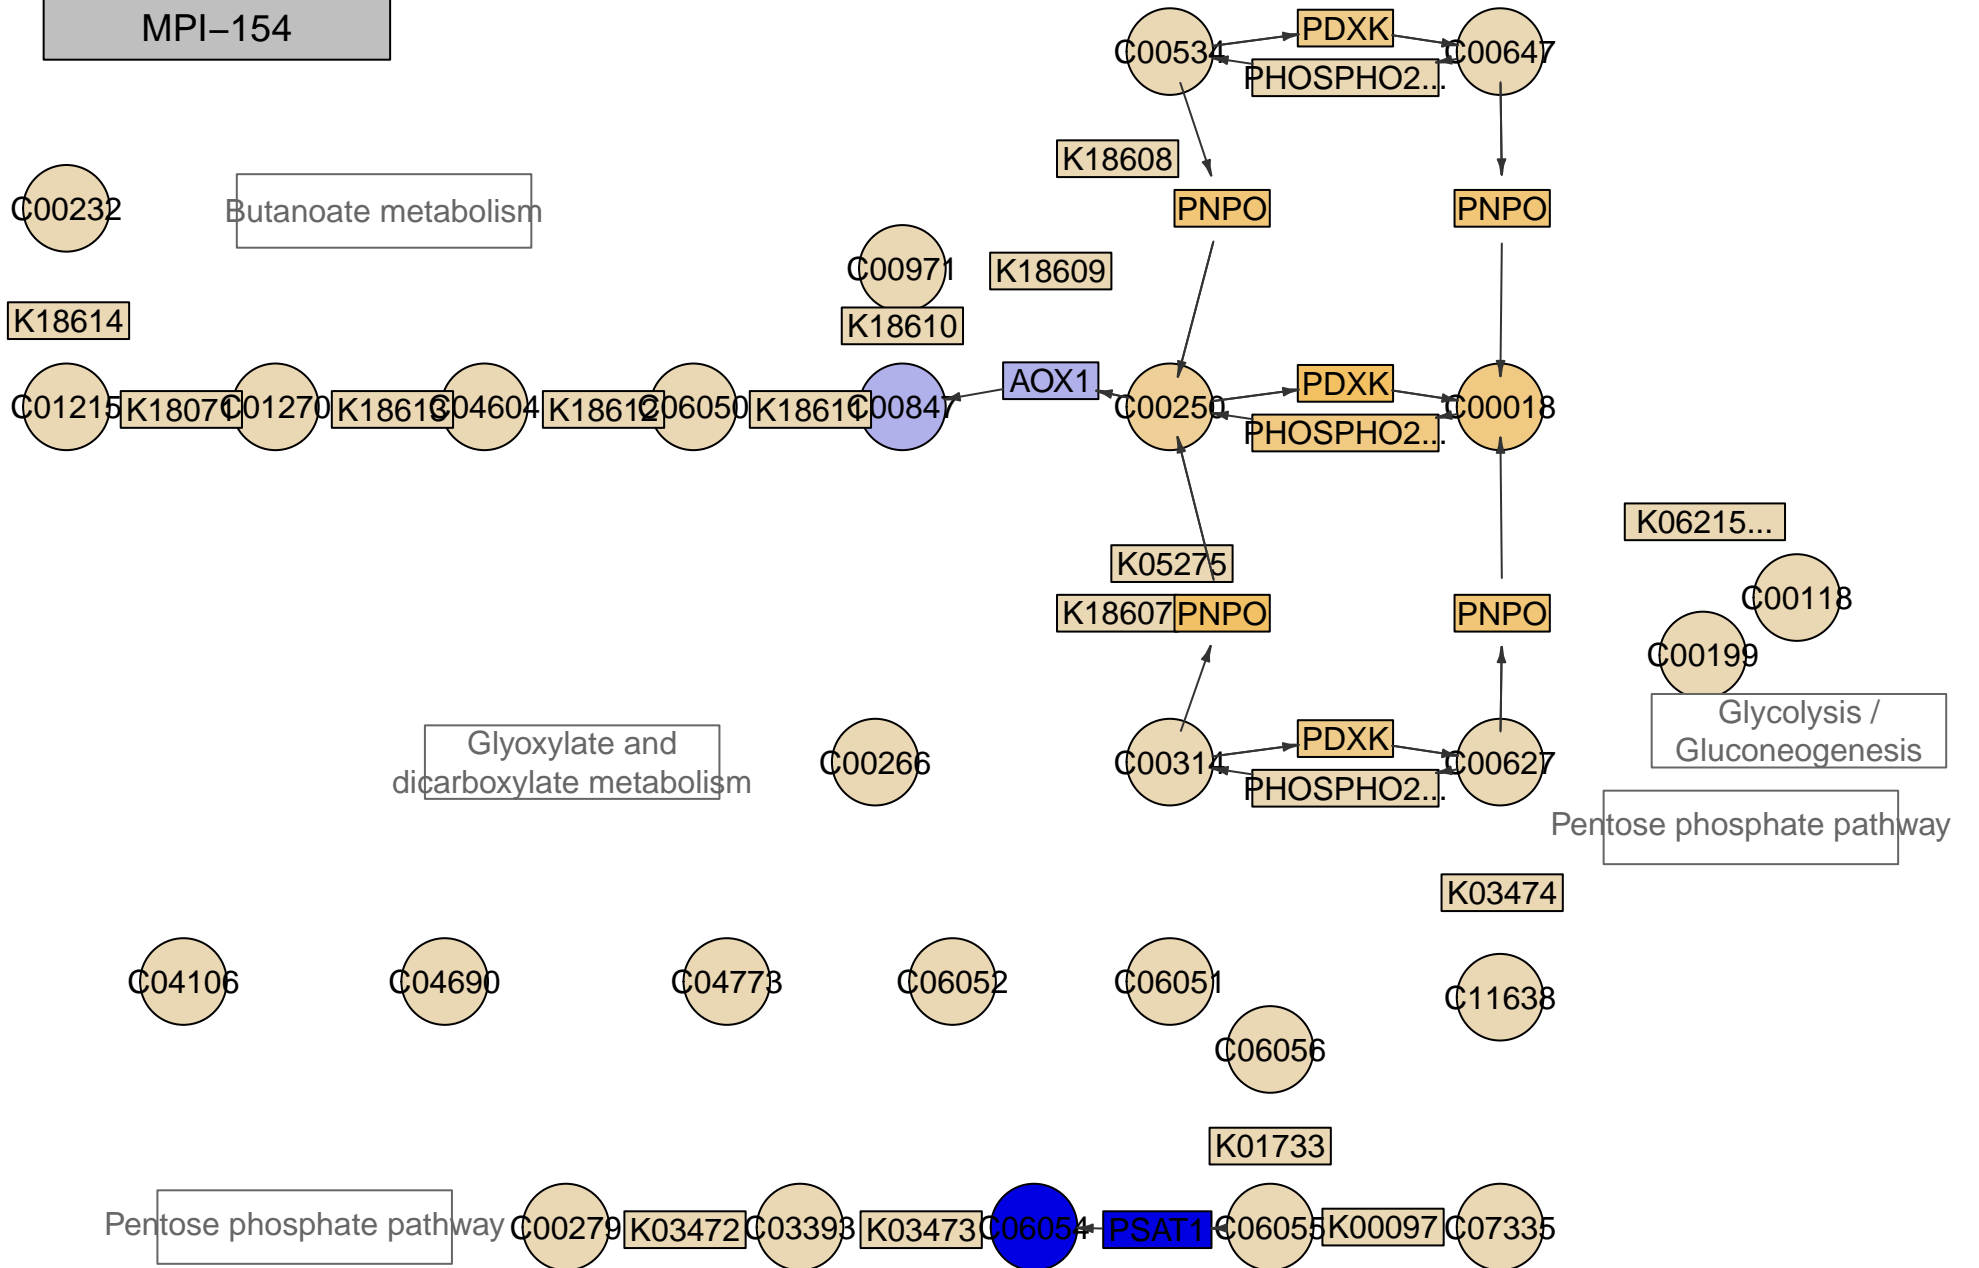 MPI–154
C00534
PDXK
C00647
PHOSPHO2...
K18608
C00232
Butanoate metabolism
PNPO
PNPO
C00971
K18609
K18614
K18610
C01215
K18071
C01270
K18613
C04604
K18612
C06050
K18611
C00847
AOX1
C00250
PDXK
PHOSPHO2...
C00018
K06215...
K05275
C00118
K18607
PNPO
PNPO
C00199
Glyoxylate and
dicarboxylate metabolism
C00266
C00314
PDXK
PHOSPHO2...
C00627
Glycolysis /
Gluconeogenesis
Pentose phosphate pathway
K03474
C04106
C04690
C04773
C06052
C06051
C11638
C06056
K01733
Pentose phosphate pathway
C00279
K03472
C03393
K03473
C06054
PSAT1
C06055
K00097
C07335